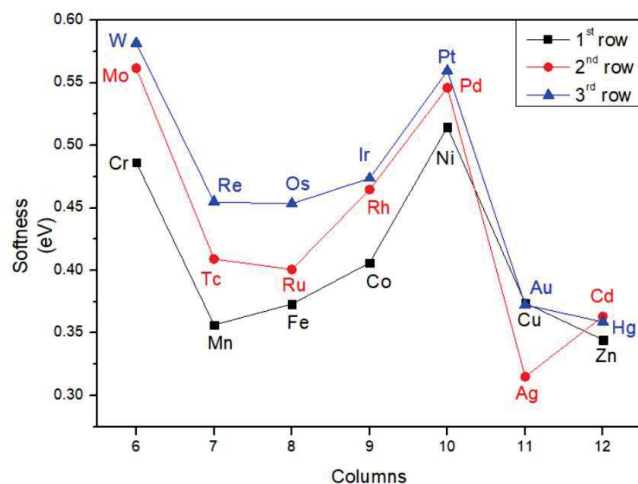 0.60
0.55
0.50
0.45
0.40
0.35
0.30
Softness
(eV)
W
Mo
Cr
Re
Tc
Mn
Os
Ru
Fe
Ir
Rh
Co
Pt
Pd
Ni
Au
Cu
Ag
Cd
Hg
Zn
1st row
2nd row
3rd row
6 7 8 9 10 11 12
Columns